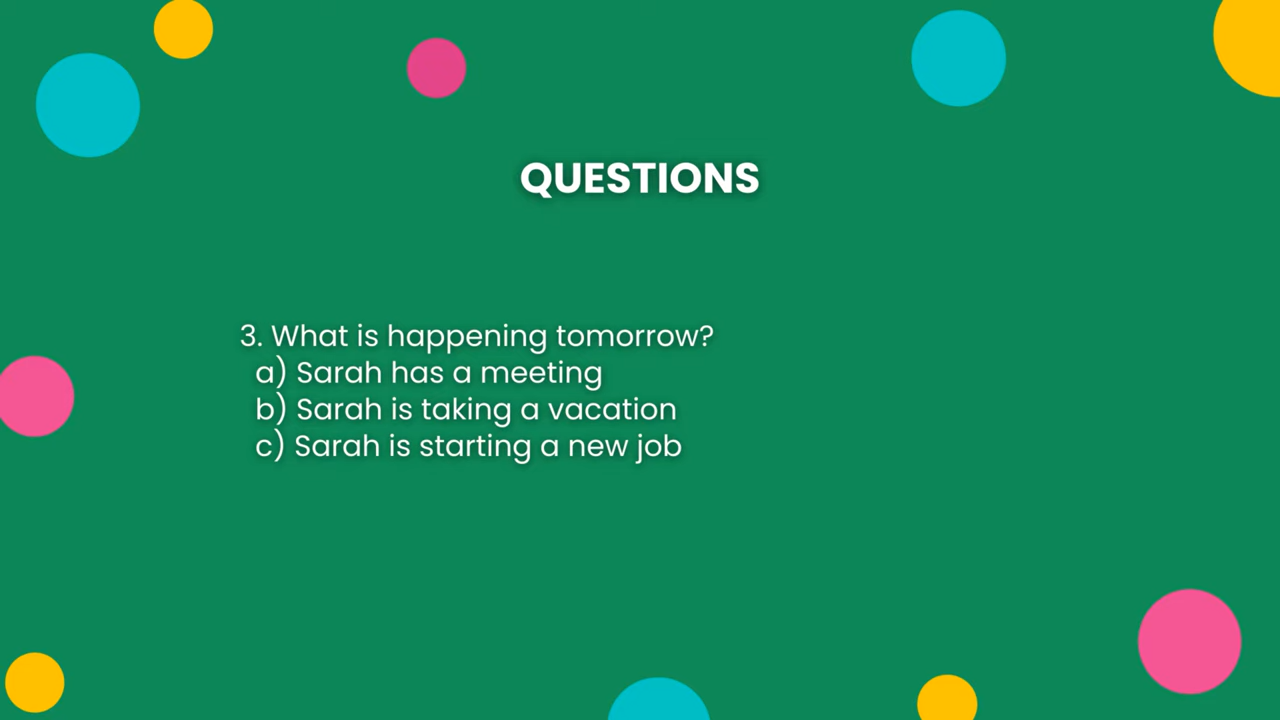 QUESTIONS
3. What is happening tomorrow?
a) Sarah has a meeting
b) Sarah is taking a vacation
c) Sarah is starting a new job